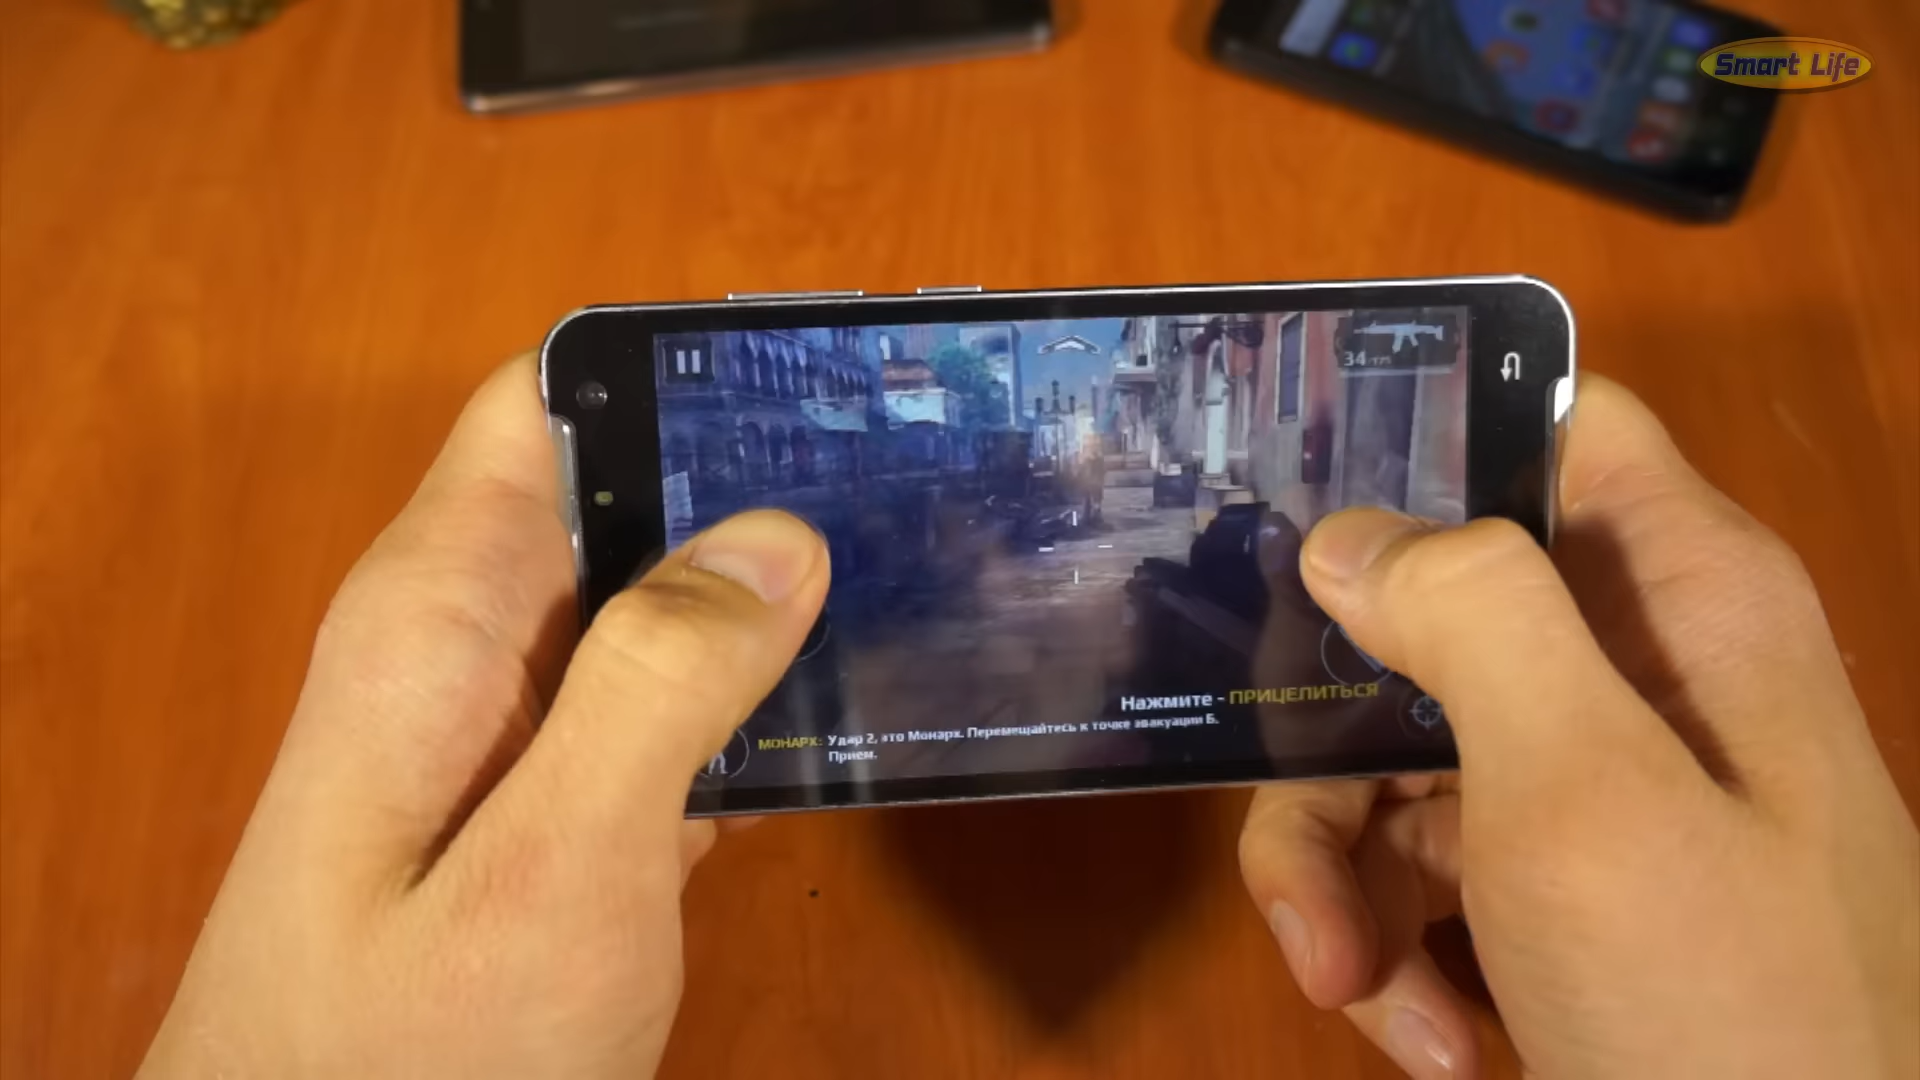 Smart Life
34
Нажмите - ПРИЦЕЛИТЬСЯ
МОНАРХ: Удар 2, это Монарх. Перемещайтесь к точке эвакуации Б.
Прием.